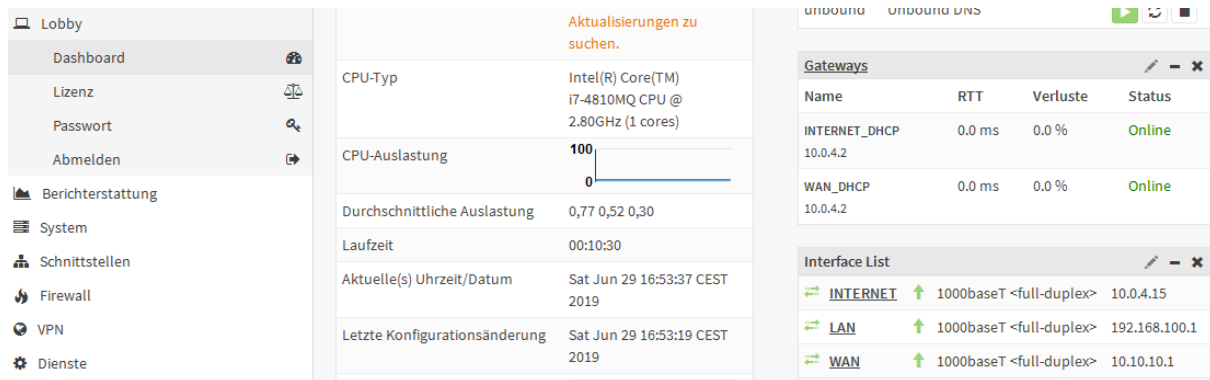 Lobby
Dashboard
Lizenz
Passwort
Abmelden
Berichterstattung
System
Schnittstellen
Firewall
VPN
Dienste
Aktualisierungen zu
suchen.
CPU-Typ
Intel(R) Core(TM)
i7-4810MQ CPU @
2.80GHz (1 cores)
CPU-Auslastung
100
0
Durchschnittliche Auslastung 0,77 0,52 0,30
Laufzeit 00:10:30
Aktuelle(s) Uhrzeit/Datum Sat Jun 29 16:53:37 CEST
2019
Letzte Konfigurationsänderung Sat Jun 29 16:53:19 CEST
2019
unbound Unbound DNS
Gateways
Name RTT Verluste Status
INTERNET_DHCP 0.0 ms 0.0 % Online
10.0.4.2
WAN_DHCP 0.0 ms 0.0 % Online
10.0.4.2
Interface List
INTERNET 1000baseT <full-duplex> 10.0.4.15
LAN 1000baseT <full-duplex> 192.168.100.1
WAN 1000baseT <full-duplex> 10.10.10.1